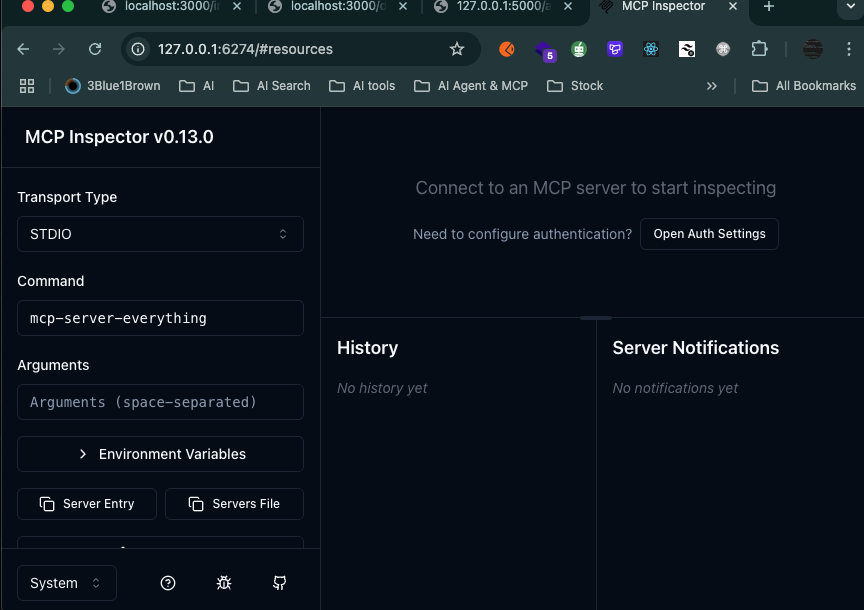 localhost:3000/i
localhost:3000/
127.0.0.1:5000/a
MCP Inspector
127.0.0.1:6274/#resources
5
3Blue1Brown
AI
AI Search
AI tools
AI Agent & MCP
Stock
All Bookmarks
MCP Inspector v0.13.0
Transport Type
STDIO
Command
mcp-server-everything
Arguments
Arguments (space-separated)
Environment Variables
Server Entry
Servers File
System
Connect to an MCP server to start inspecting
Need to configure authentication?
Open Auth Settings
History
No history yet
Server Notifications
No notifications yet